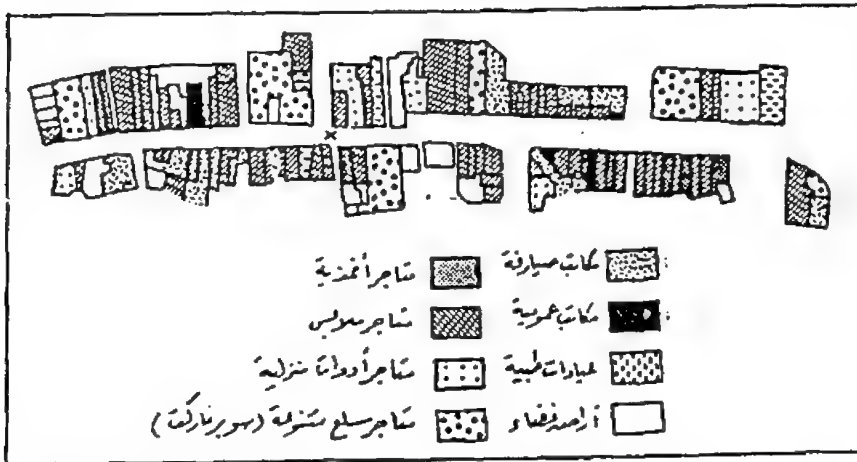 مكاتب صيارفة
متاجر أغذية
مكاتب عمومية
متاجر ملابس
عيادات طبية
متاجر أدوات منزلية
أراضى فضاء
متاجر سلع متنوعة (سوبر ماركت)